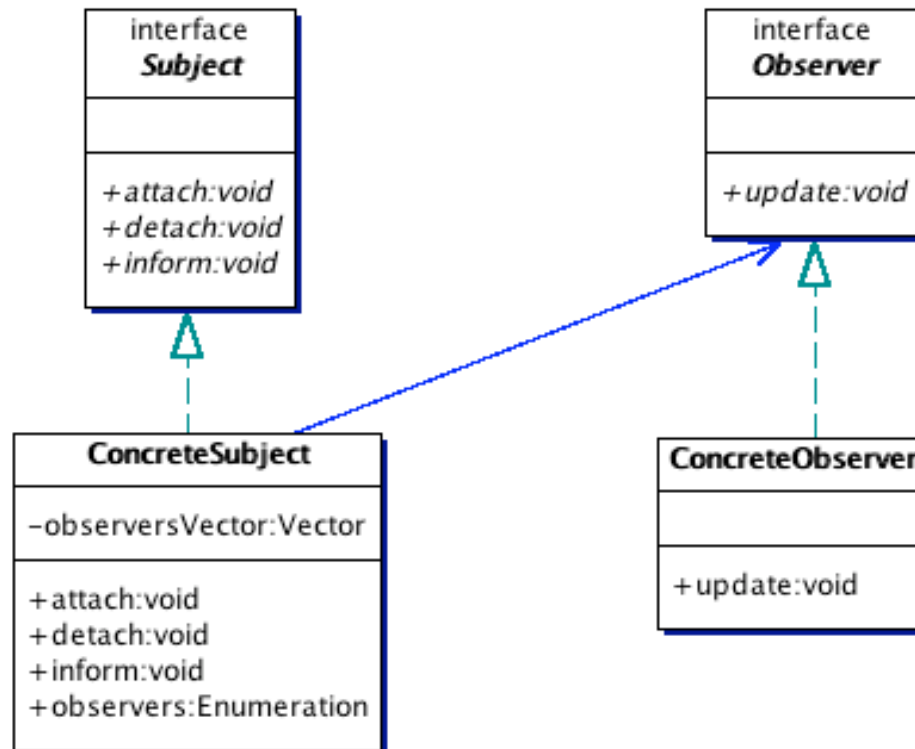 interface
Subject
+attach:void
+detach:void
+inform:void
interface
Observer
+update:void
ConcreteSubject
-observersVector:Vector
+attach:void
+detach:void
+inform:void
+observers:Enumeration
ConcreteObserver
+update:void